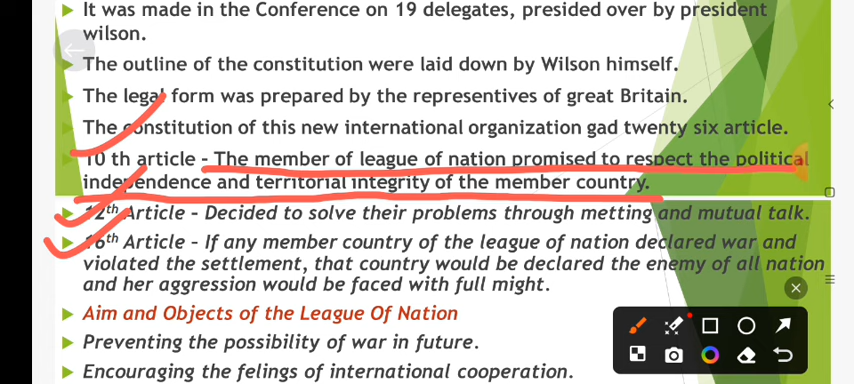 It was made in the Conference on 19 delegates, presided over by president
wilson.
The outline of the constitution were laid down by Wilson himself.
The legal form was prepared by the representives of great Britain.
The constitution of this new international organization gad twenty six article.
10 th article – The member of league of nation promised to respect the political
independence and territorial integrity of the member country.
12th Article – Decided to solve their problems through metting and mutual talk.
16th Article – If any member country of the league of nation declared war and
violated the settlement, that country would be declared the enemy of all nation
and her aggression would be faced with full might.
Aim and Objects of the League Of Nation
Preventing the possibility of war in future.
Encouraging the felings of international cooperation.